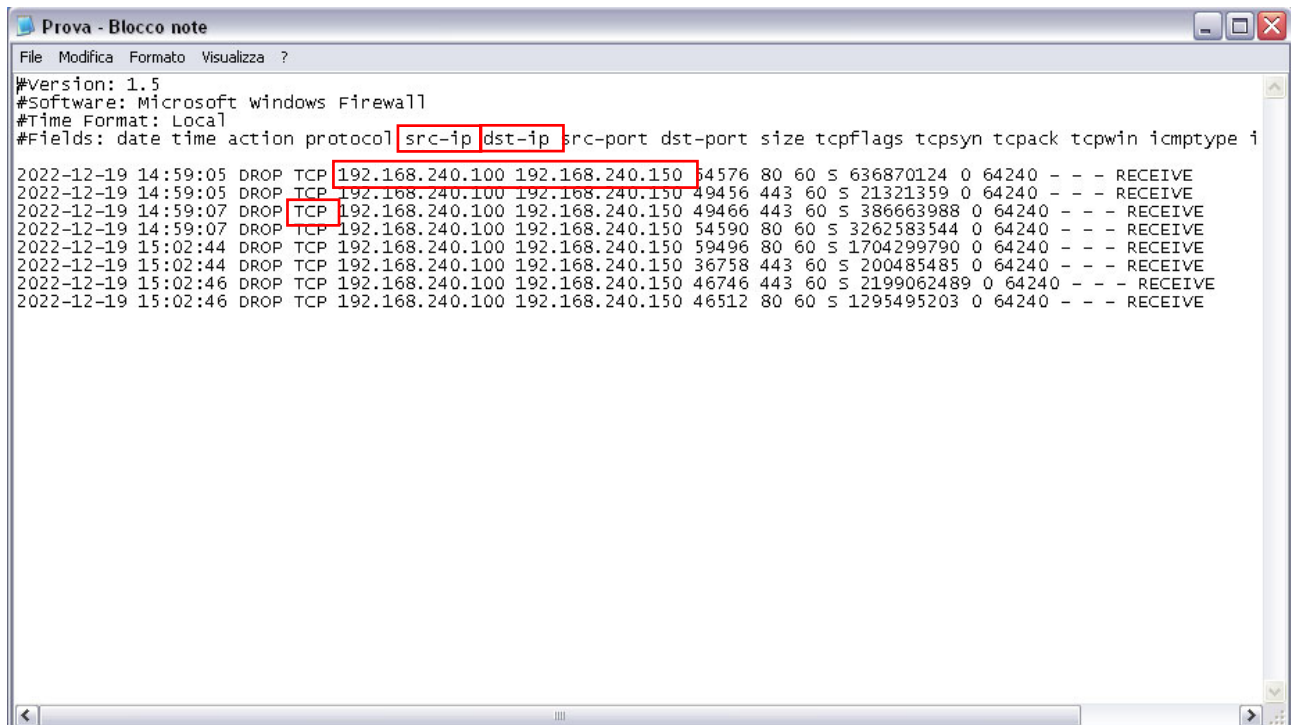 Prova - Blocco note
File Modifica Formato Visualizza ?
#Version: 1.5
#Software: Microsoft Windows Firewall
#Time Format: Local
#Fields: date time action protocol src-ip dst-ip src-port dst-port size tcpflags tcpsyn tcpack tcpwin icmptype i
2022-12-19 14:59:05 DROP TCP 192.168.240.100 192.168.240.150 54576 80 60 S 636870124 0 64240 - - - RECEIVE
2022-12-19 14:59:05 DROP TCP 192.168.240.100 192.168.240.150 49456 443 60 S 21321359 0 64240 - - - RECEIVE
2022-12-19 14:59:07 DROP TCP 192.168.240.100 192.168.240.150 49466 443 60 S 386663988 0 64240 - - - RECEIVE
2022-12-19 14:59:07 DROP TCP 192.168.240.100 192.168.240.150 54590 80 60 S 3262583544 0 64240 - - - RECEIVE
2022-12-19 15:02:44 DROP TCP 192.168.240.100 192.168.240.150 59496 80 60 S 1704299790 0 64240 - - - RECEIVE
2022-12-19 15:02:44 DROP TCP 192.168.240.100 192.168.240.150 36758 443 60 S 200485485 0 64240 - - - RECEIVE
2022-12-19 15:02:46 DROP TCP 192.168.240.100 192.168.240.150 46746 443 60 S 2199062489 0 64240 - - - RECEIVE
2022-12-19 15:02:46 DROP TCP 192.168.240.100 192.168.240.150 46512 80 60 S 1295495203 0 64240 - - - RECEIVE